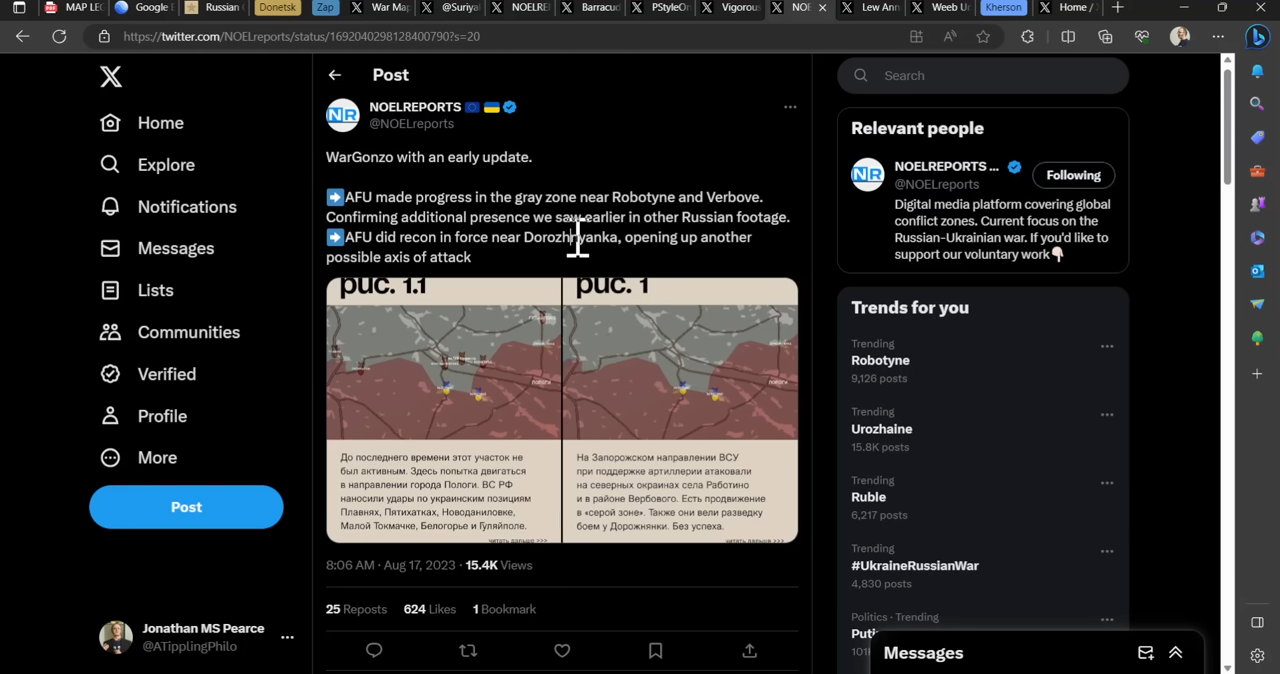 MAP LEG
Google E
Russian
Donetsk
Zap
War Map
@Suriya
NOELRE
Barracud
PStyleOn
Vigorous
NOE
Lew Ann
Weeb U
Kherson
Home /
https://twitter.com/NOELreports/status/1692040298128400790?s=20
Home
Explore
Notifications
Messages
Lists
Communities
Verified
Profile
More
Post
Jonathan MS Pearce
@ATipplingPhilo
Post
NOELREPORTS
@NOELreports
WarGonzo with an early update.
AFU made progress in the gray zone near Robotyne and Verbove.
Confirming additional presence we saw earlier in other Russian footage.
AFU did recon in force near Dorozhnyanka, opening up another
possible axis of attack
рис. 1.1
До последнего времени этот участок не
был активным. Здесь попытка двигаться
в направлении города Пологи. ВС РФ
наносили удары по украинским позициям
Плавнях, Пятихатках, Новоданиловке,
Малой Токмачке, Белогорье и Гуляйполе.
читать дальше >>>
рис. 1
На Запорожском направлении ВСУ
при поддержке артиллерии атаковали
на северных окраинах села Работино
и в районе Вербового. Есть продвижение
в «серой зоне». Также они вели разведку
боем у Дорожнянки. Без успеха.
читать дальше >>>
8:06 AM · Aug 17, 2023 · 15.4K Views
25 Reposts 624 Likes 1 Bookmark
Search
Relevant people
NOELREPORTS ...
@NOELreports
Following
Digital media platform covering global
conflict zones. Current focus on the
Russian-Ukrainian war. If you'd like to
support our voluntary work
Trends for you
Trending
Robotyne
9,126 posts
Trending
Urozhaine
15.8K posts
Trending
Ruble
6,217 posts
Trending
#UkraineRussianWar
4,830 posts
Politics · Trending
Messages